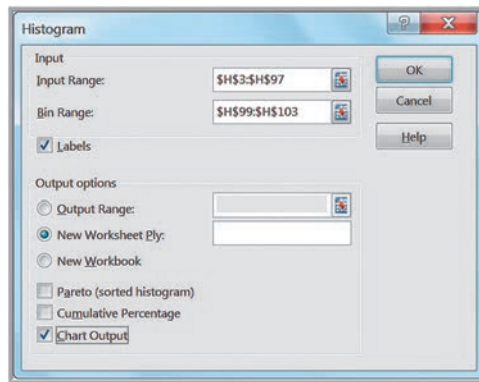 Histogram
Input
Input Range: $H$3:$H$97
Bin Range: $H$99:$H$103
Labels
OK
Cancel
Help
Output options
Output Range:
New Worksheet Ply:
New Workbook
Pareto (sorted histogram)
Cumulative Percentage
Chart Output